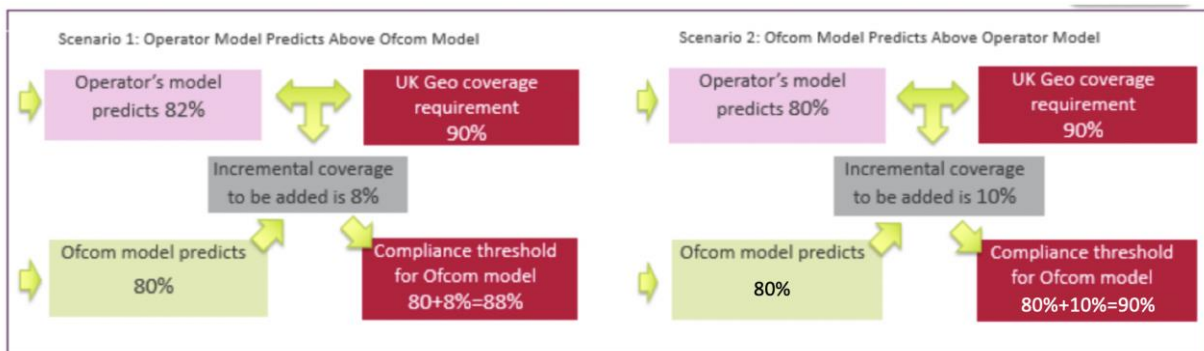 Scenario 1: Operator Model Predicts Above Ofcom Model
Operator's model
predicts 82%
UK Geo coverage
requirement
90%
Incremental coverage
to be added is 8%
Ofcom model predicts
80%
Compliance threshold
for Ofcom model
80+8%=88%
Scenario 2: Ofcom Model Predicts Above Operator Model
Operator's model
predicts 80%
UK Geo coverage
requirement
90%
Incremental coverage
to be added is 10%
Ofcom model predicts
80%
Compliance threshold
for Ofcom model
80%+10%=90%